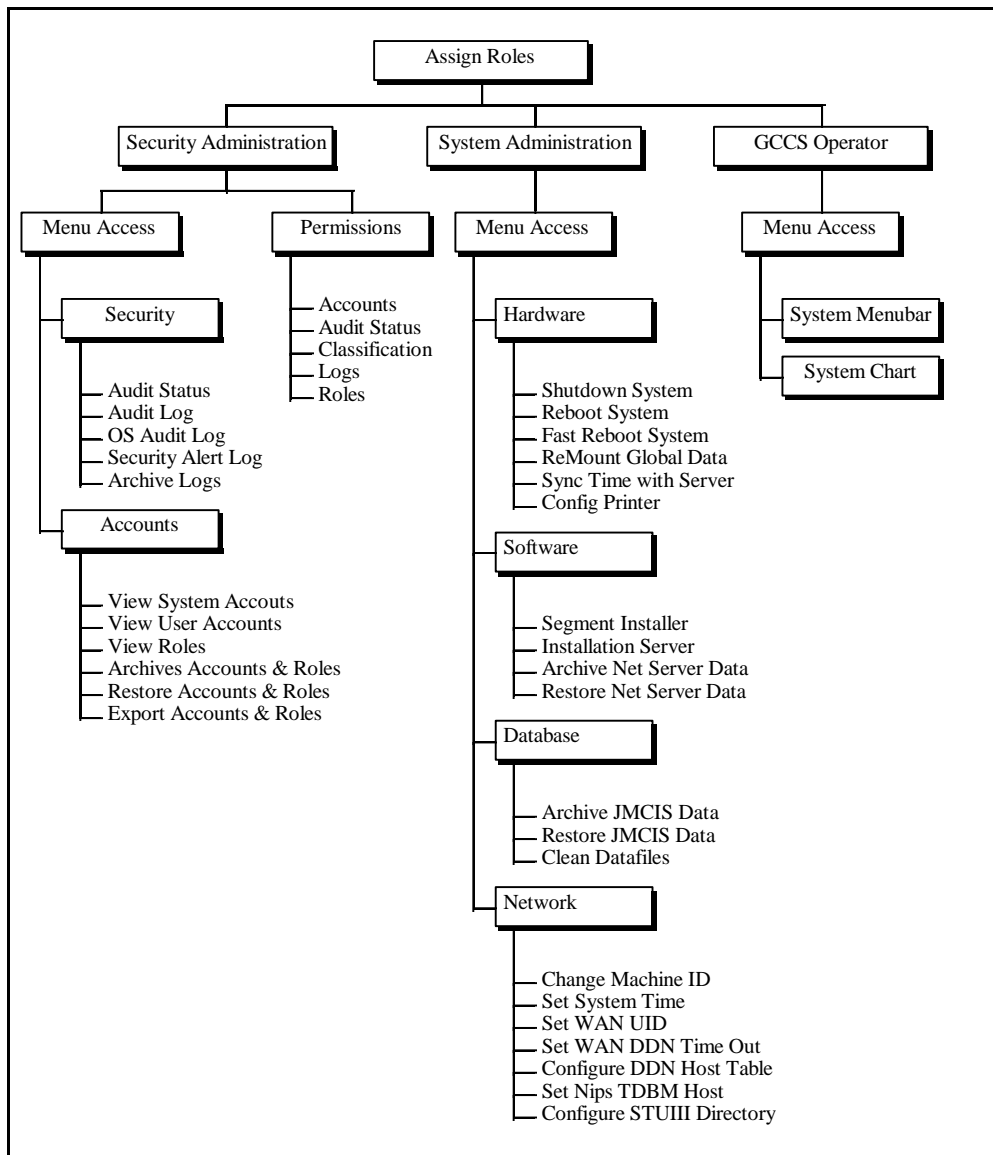 Assign Roles
Security Administration
System Administration
GCCS Operator
Menu Access
Permissions
Menu Access
Menu Access
Security
Audit Status
Audit Log
OS Audit Log
Security Alert Log
Archive Logs
Accounts
View System Accouts
View User Accounts
View Roles
Archives Accounts & Roles
Restore Accounts & Roles
Export Accounts & Roles
Accounts
Audit Status
Classification
Logs
Roles
Hardware
Shutdown System
Reboot System
Fast Reboot System
ReMount Global Data
Sync Time with Server
Config Printer
Software
Segment Installer
Installation Server
Archive Net Server Data
Restore Net Server Data
Database
Archive JMCIS Data
Restore JMCIS Data
Clean Datafiles
Network
Change Machine ID
Set System Time
Set WAN UID
Set WAN DDN Time Out
Configure DDN Host Table
Set Nips TDBM Host
Configure STUIII Directory
System Menubar
System Chart